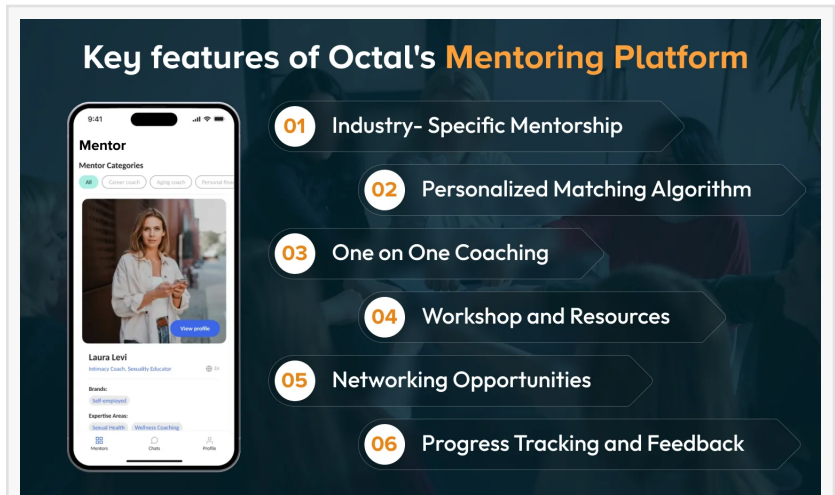 Key features of Octal's Mentoring Platform
9:41
Mentor
Mentor Categories
All
Career coach
Aging coach
Personal
View profile
Laura Levi
Intimacy Coach, Sexuality Educator
Brands:
Self-employed
Expertive Areas:
Sexual Health
Wellness Coaching
Mentors
Chats
Profile
01 Industry- Specific Mentorship
02 Personalized Matching Algorithm
03 One on One Coaching
04 Workshop and Resources
05 Networking Opportunities
06 Progress Tracking and Feedback